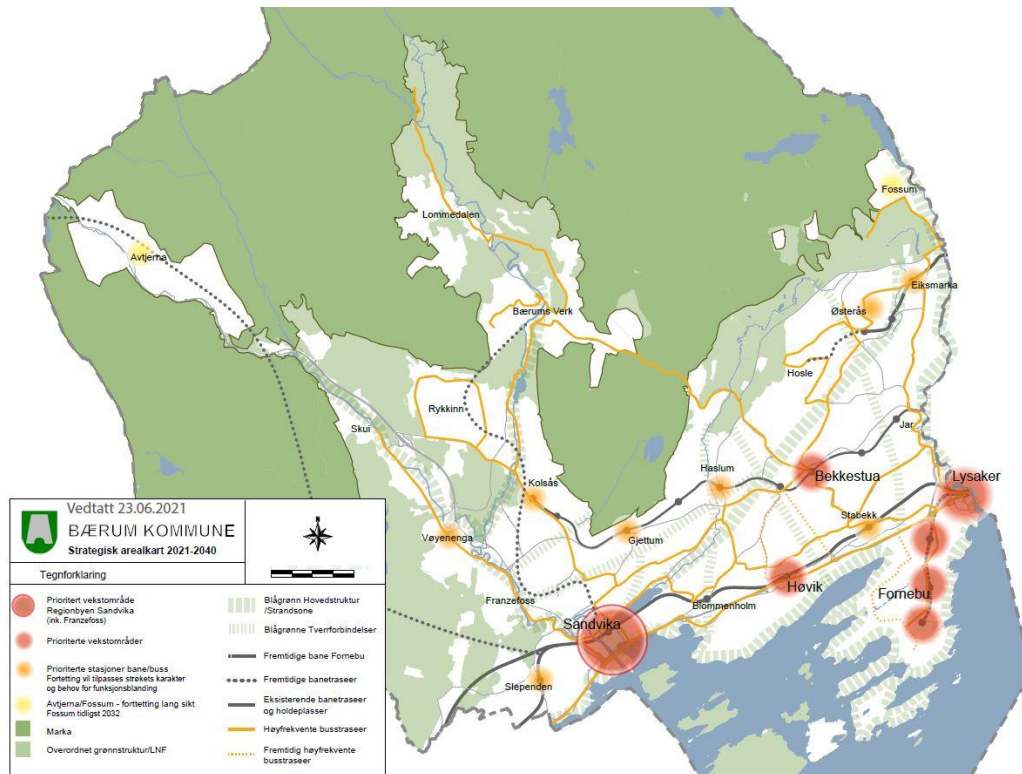 Fossum
Lommedalen
Avtjerna
Eiksmarka
Østerås
Bærums Verk
Hosle
Rykkinn
Skui
Jar
Haslum
Bekkestua
Lysaker
Kolsås
Stabekk
Vøyenenga
Gjettum
Høvik
Fornebu
Franzefoss
Blommenholm
Sandvika
Slependen
Vedtatt 23.06.2021
BÆRUM KOMMUNE
Strategisk arealkart 2021-2040
Tegnforklaring
Prioritert vekstområde
Regionbyen Sandvika
(ink. Franzefoss)
Prioriterte vekstområder
Prioriterte stasjoner bane/buss
Fortetting vil tilpasses strøkets karakter
og behov for funksjonsblanding
Avtjerna/Fossum - forttetting lang sikt
Fossum tidligst 2032
Marka
Overordnet grønnstruktur/LNF
Blågrønn Hovedstruktur
/Strandsone
Blågrønne Tverrforbindelser
Fremtidige bane Fornebu
Fremtidige banetraseer
Eksisterende banetraseer
og holdeplasser
Høyfrekvente busstraseer
Fremtidig høyfrekvente
busstraseer